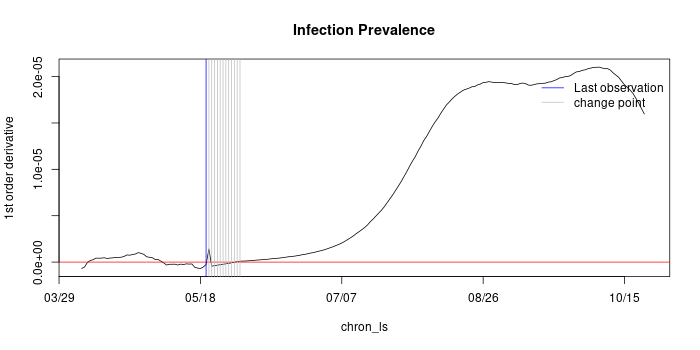 Infection Prevalence
1st order derivative
2.0e-05
1.0e-05
0.0e+00
Last observation
change point
03/29 05/18 07/07 08/26 10/15
chron_ls